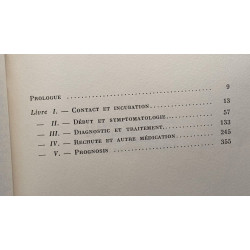 PROLOGUE ........ 9
Livre I. — CONTACT ET INCUBATION ........ 13
— II. — DÉBUT ET SYMPTOMATOLOGIE ........ 57
— III. — DIAGNOSTIC ET TRAITEMENT ........ 133
— IV. — RECHUTE ET AUTRE MÉDICATION ........ 245
— V. — PROGNOSIS ........ 355